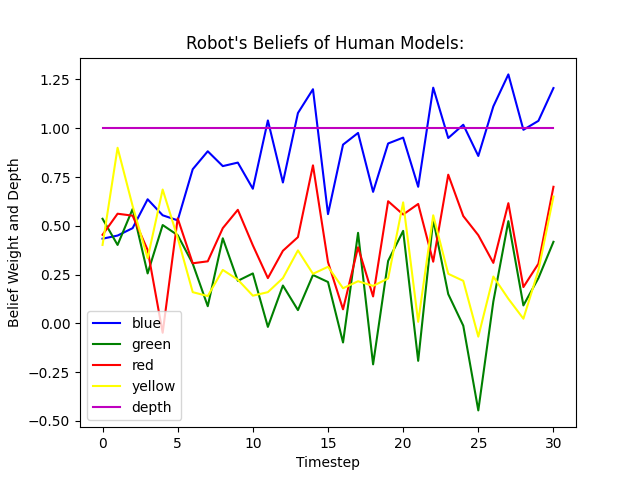 Robot's Beliefs of Human Models:
Belief Weight and Depth
1.25
1.00
0.75
0.50
0.25
0.00
−0.25
−0.50
blue
green
red
yellow
depth
0 5 10 15 20 25 30
Timestep